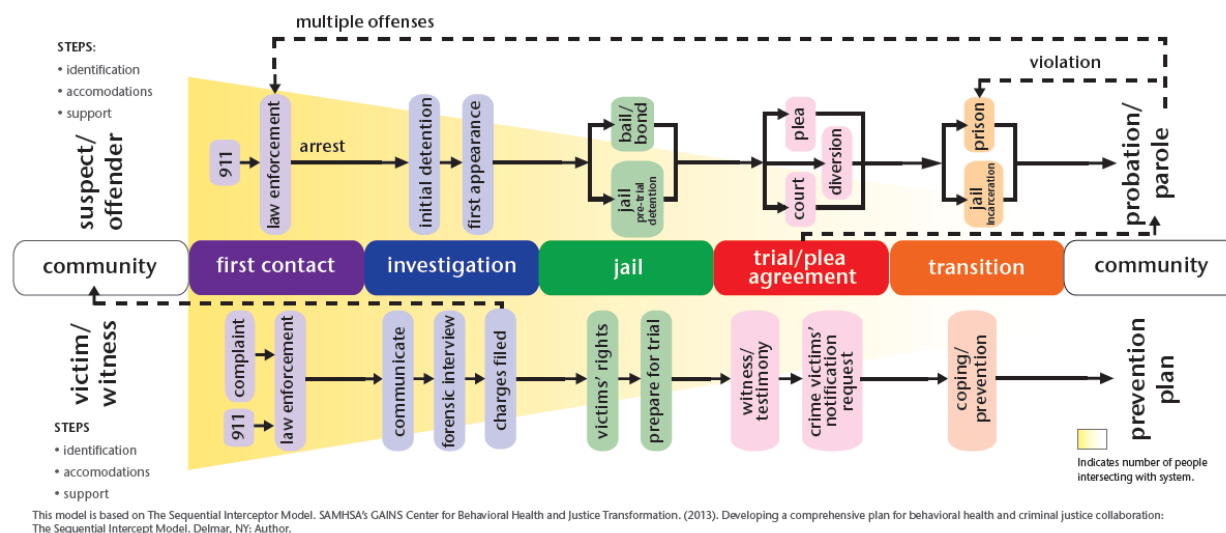 multiple offenses
STEPS:
• identification
• accomodations
• support
violation
suspect/
offender
911
law enforcement
arrest
initial detention
first appearance
bail/
bond
jail
pre-trial
detention
plea
diversion
court
prison
jail
incarceration
probation/
parole
community
first contact
investigation
jail
trial/plea
agreement
transition
community
victim/
witness
complaint
911
law enforcement
communicate
forensic interview
charges filed
victims' rights
prepare for trial
witness/
testimony
crime victims'
notification
request
coping/
prevention
prevention
plan
STEPS
• identification
• accomodations
• support
Indicates number of people
intersecting with system.
This model is based on The Sequential Interceptor Model. SAMHSA's GAINS Center for Behavioral Health and Justice Transformation. (2013). Developing a comprehensive plan for behavioral health and criminal justice collaboration:
The Sequential Intercept Model. Delmar, NY: Author.